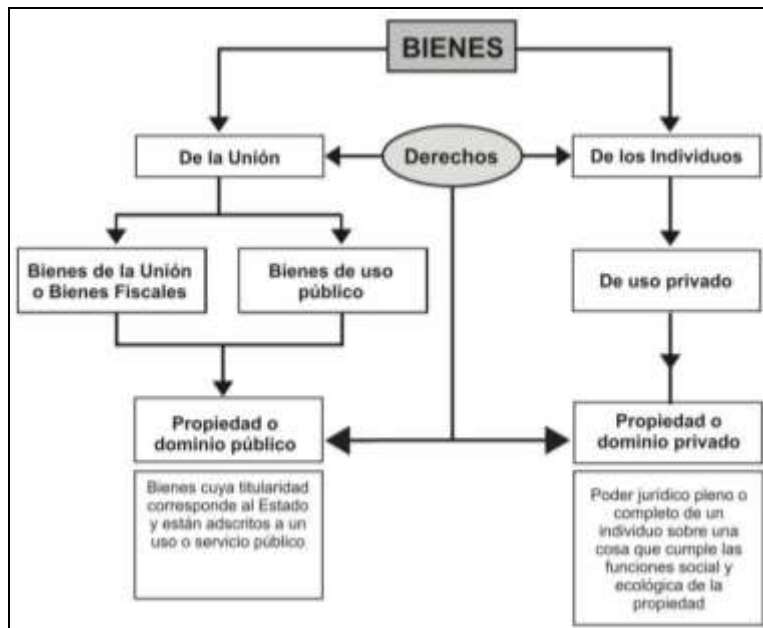 BIENES
De la Unión
Derechos
De los Individuos
Bienes de la Unión
o Bienes Fiscales
Bienes de uso
público
De uso privado
Propiedad o
dominio público
Propiedad o
dominio privado
Bienes cuya titularidad
corresponde al Estado
y están adscritos a un
uso o servicio público
Poder jurídico pleno o
completo de un
individuo sobre una
cosa que cumple las
funciones social y
ecológica de la
propiedad